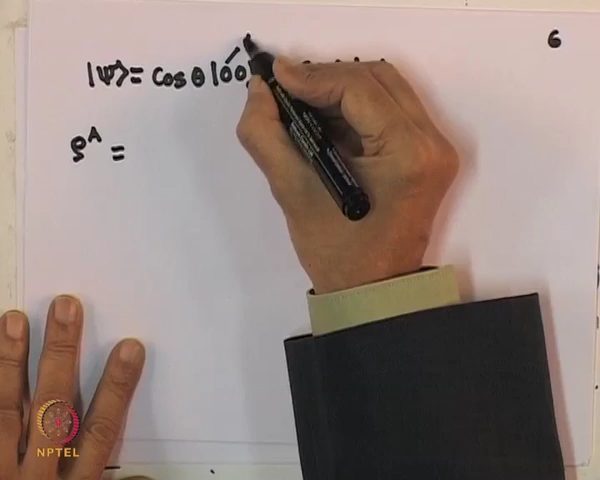 6
|Ψ> = cos θ |00
ρ^A =
NPTEL